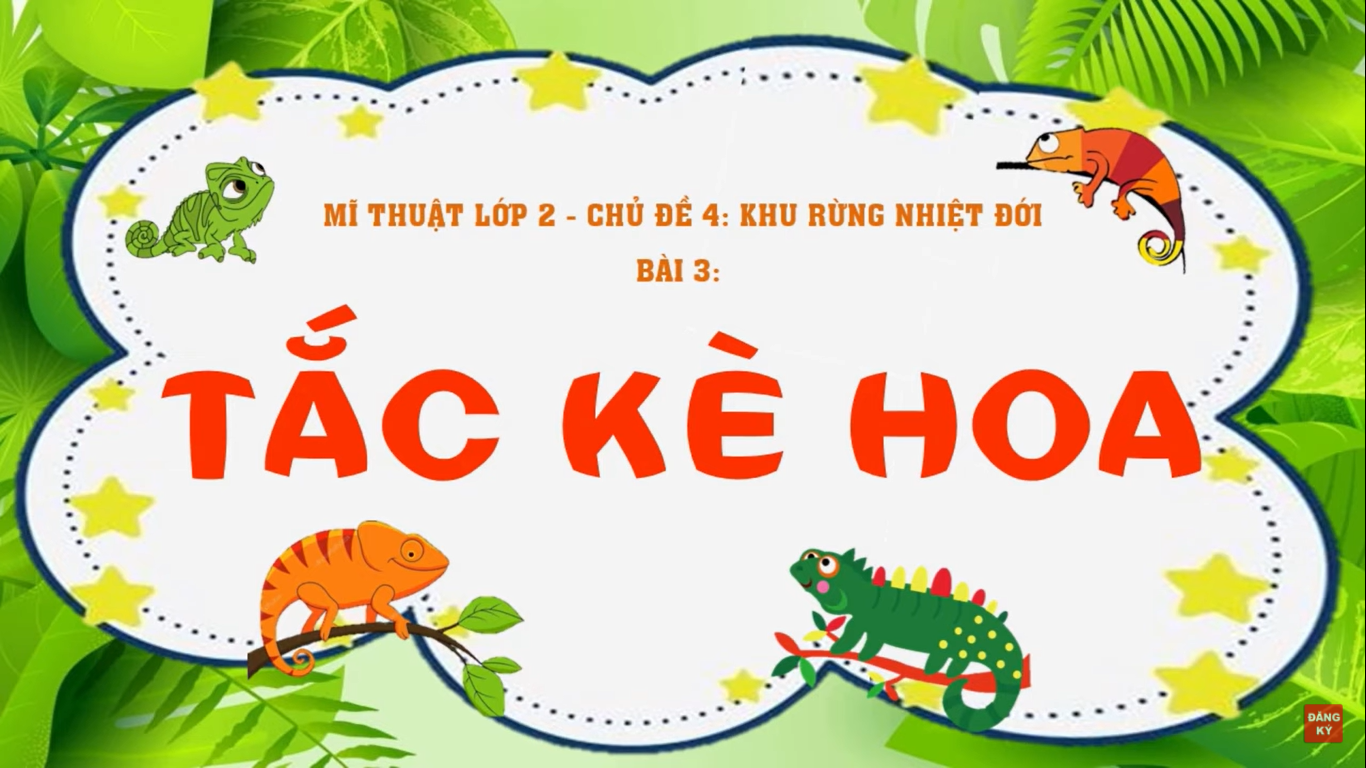 MĨ THUẬT LỚP 2 - CHỦ ĐỀ 4: KHU RỪNG NHIỆT ĐỚI
BÀI 3:
TẮC KÈ HOA
ĐĂNG
KÝ